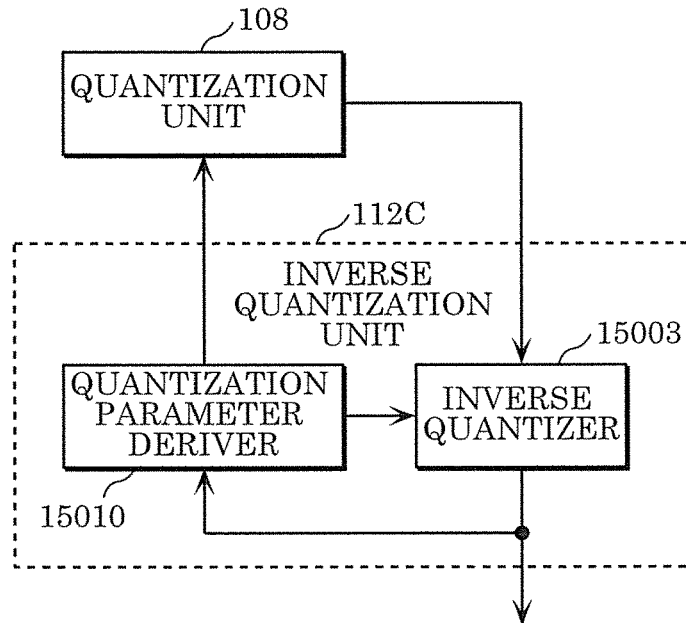 108
QUANTIZATION
UNIT
112C
INVERSE
QUANTIZATION
UNIT
15003
QUANTIZATION
PARAMETER
DERIVER
INVERSE
QUANTIZER
15010